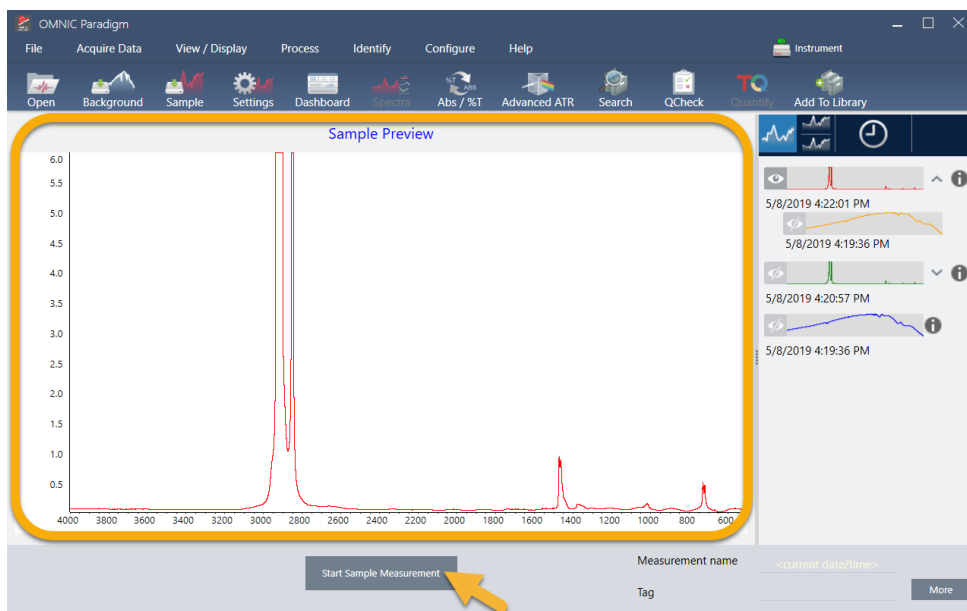 OMNIC Paradigm
File Acquire Data View / Display Process Identify Configure Help Instrument
%T ABS TQ
Open Background Sample Settings Dashboard Spectra Abs / %T Advanced ATR Search QCheck Quantify Add To Library
Sample Preview
6.0
5.5
5.0
4.5
4.0
3.5
3.0
2.5
2.0
1.5
1.0
0.5
4000 3800 3600 3400 3200 3000 2800 2600 2400 2200 2000 1800 1600 1400 1200 1000 800 600
5/8/2019 4:22:01 PM
5/8/2019 4:19:36 PM
5/8/2019 4:20:57 PM
5/8/2019 4:19:36 PM
Start Sample Measurement
Measurement name <current date/time>
Tag
More